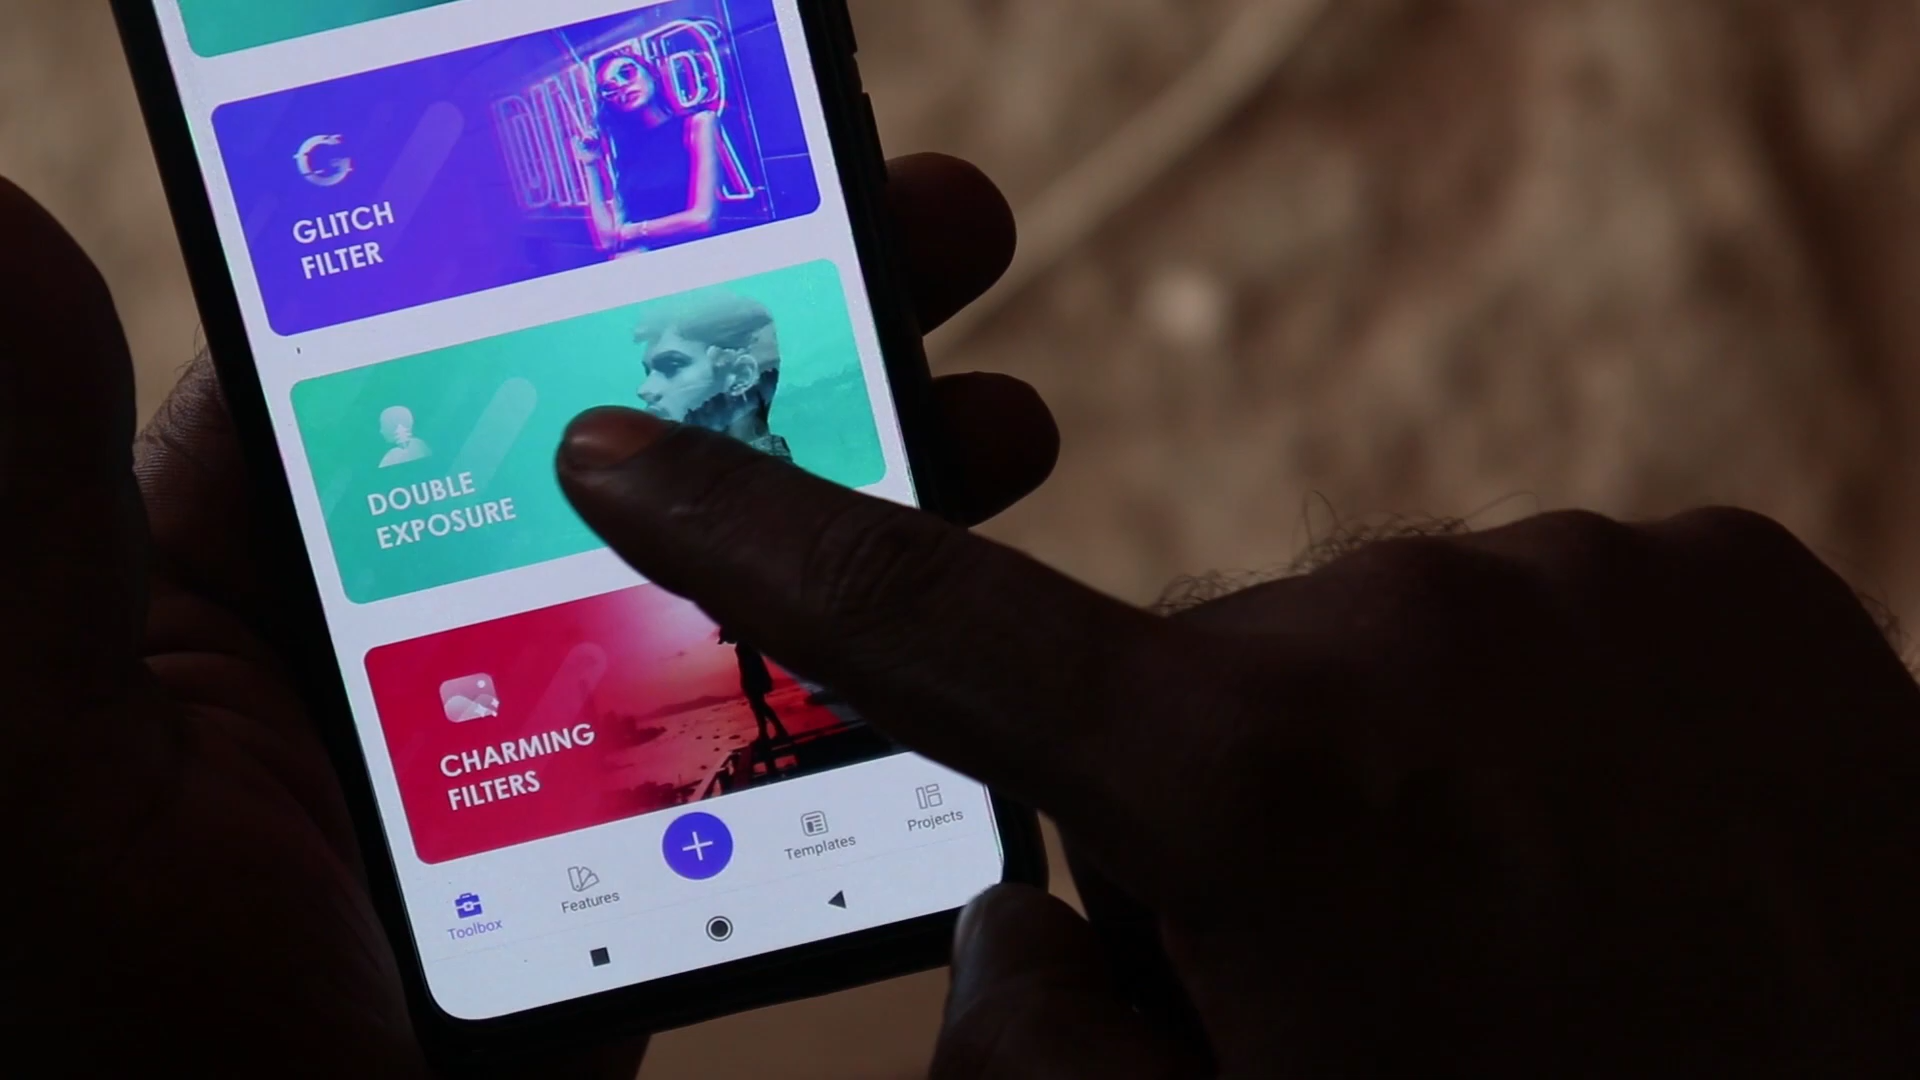 GLITCH
FILTER
DOUBLE
EXPOSURE
CHARMING
FILTERS
Toolbox
Features
Templates
Projects